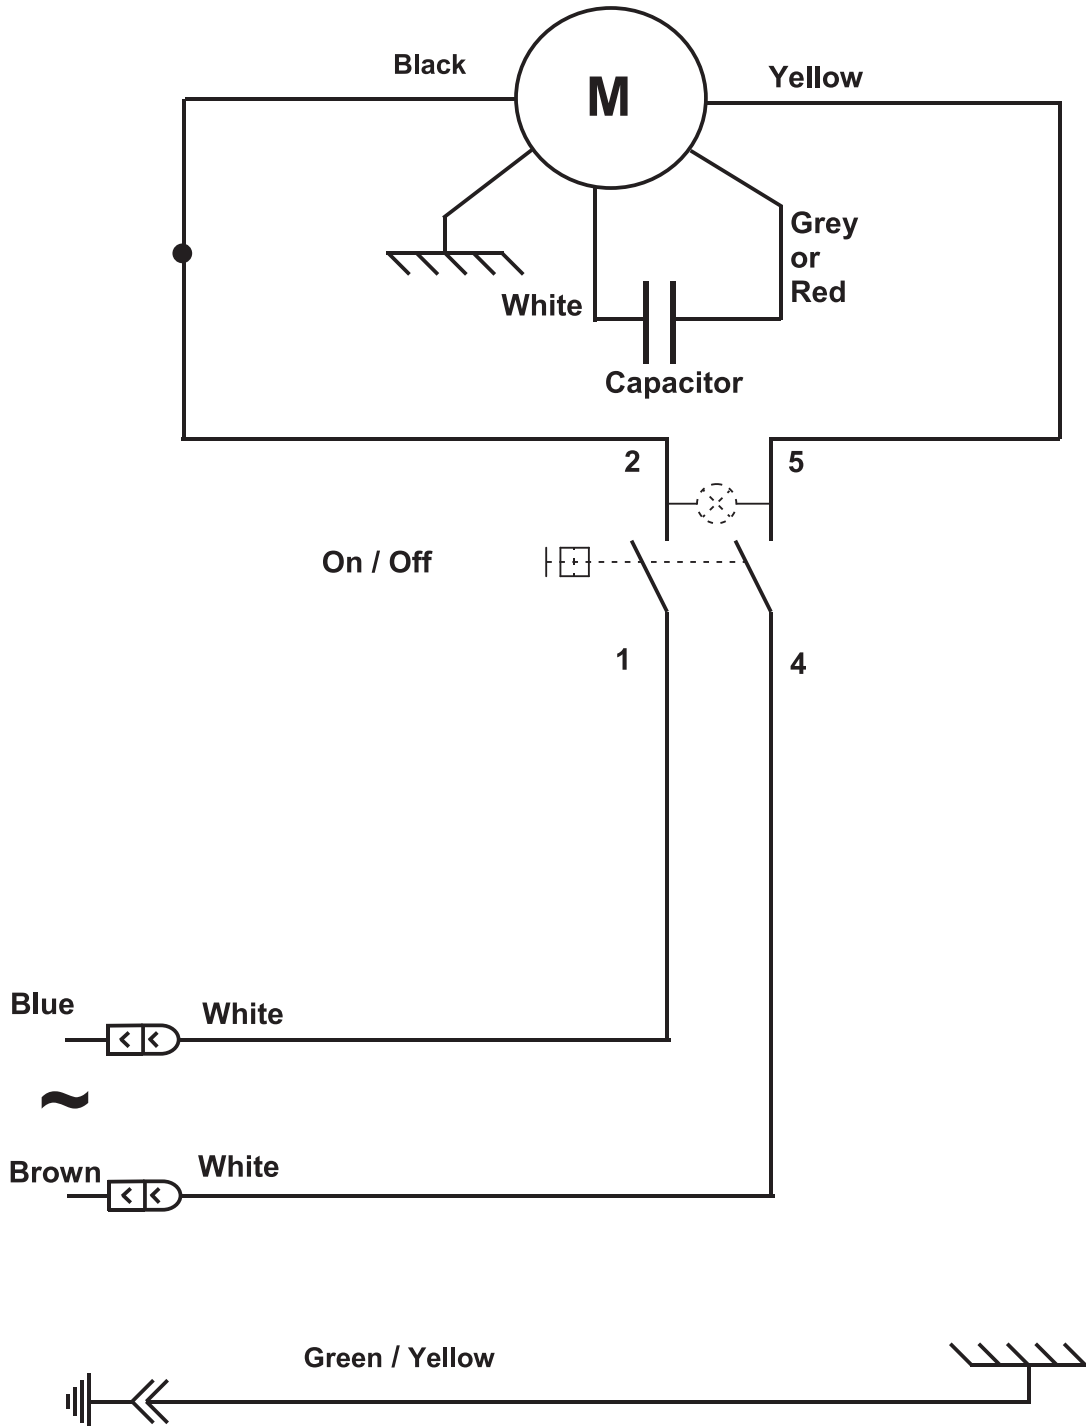 Black
M
Yellow
Grey
or
Red
White
Capacitor
2
5
On / Off
1
4
Blue
White
~
Brown
White
Green / Yellow